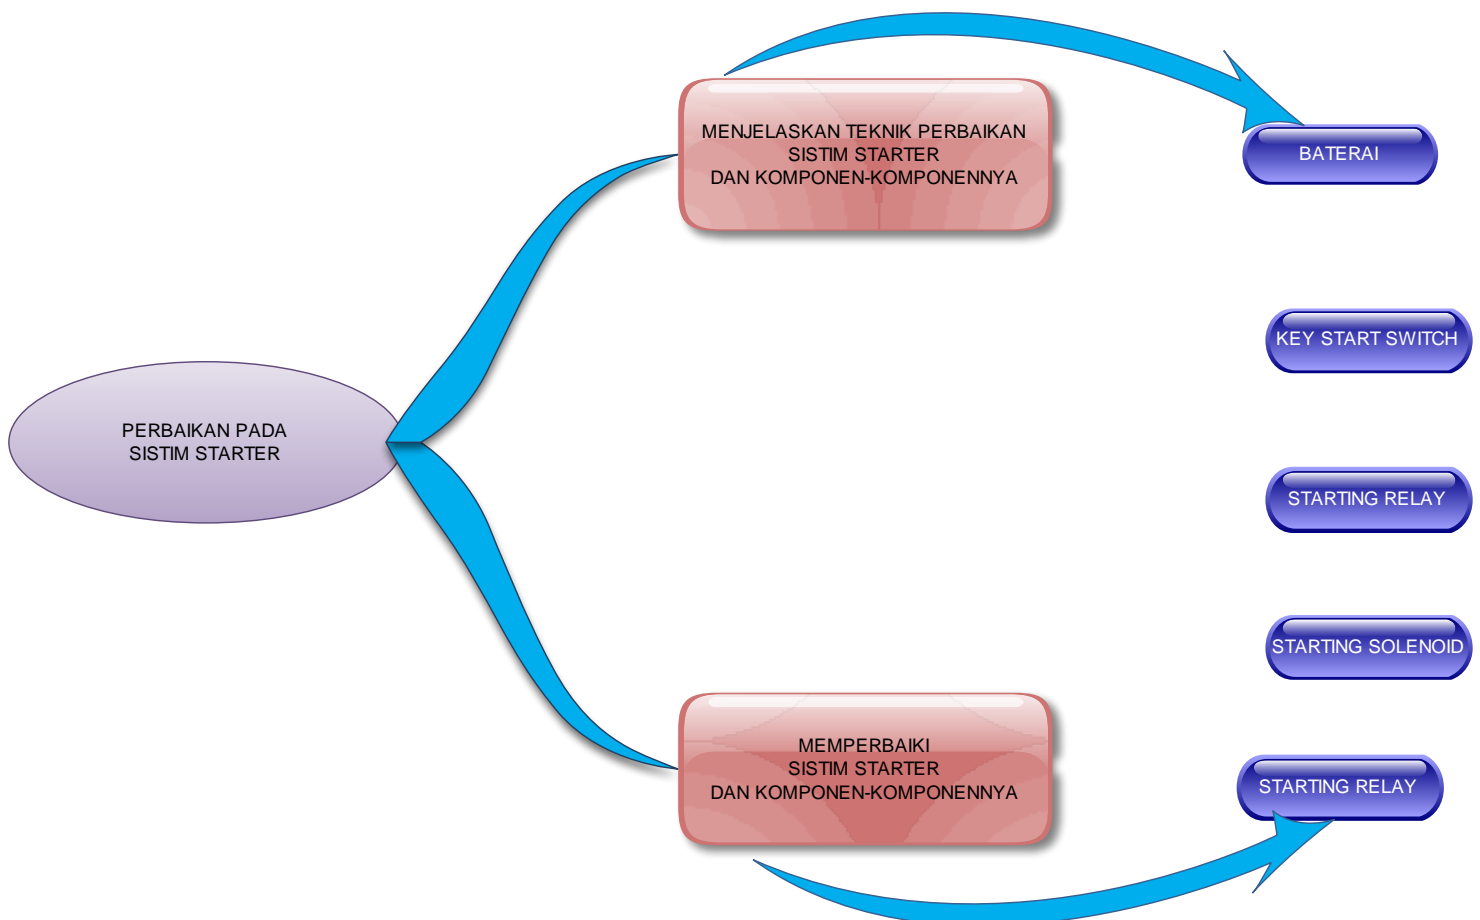 MENJELASKAN TEKNIK PERBAIKAN
SISTIM STARTER
DAN KOMPONEN-KOMPONENNYA
BATERAI
KEY START SWITCH
PERBAIKAN PADA
SISTIM STARTER
STARTING RELAY
STARTING SOLENOID
MEMPERBAIKI
SISTIM STARTER
DAN KOMPONEN-KOMPONENNYA
STARTING RELAY